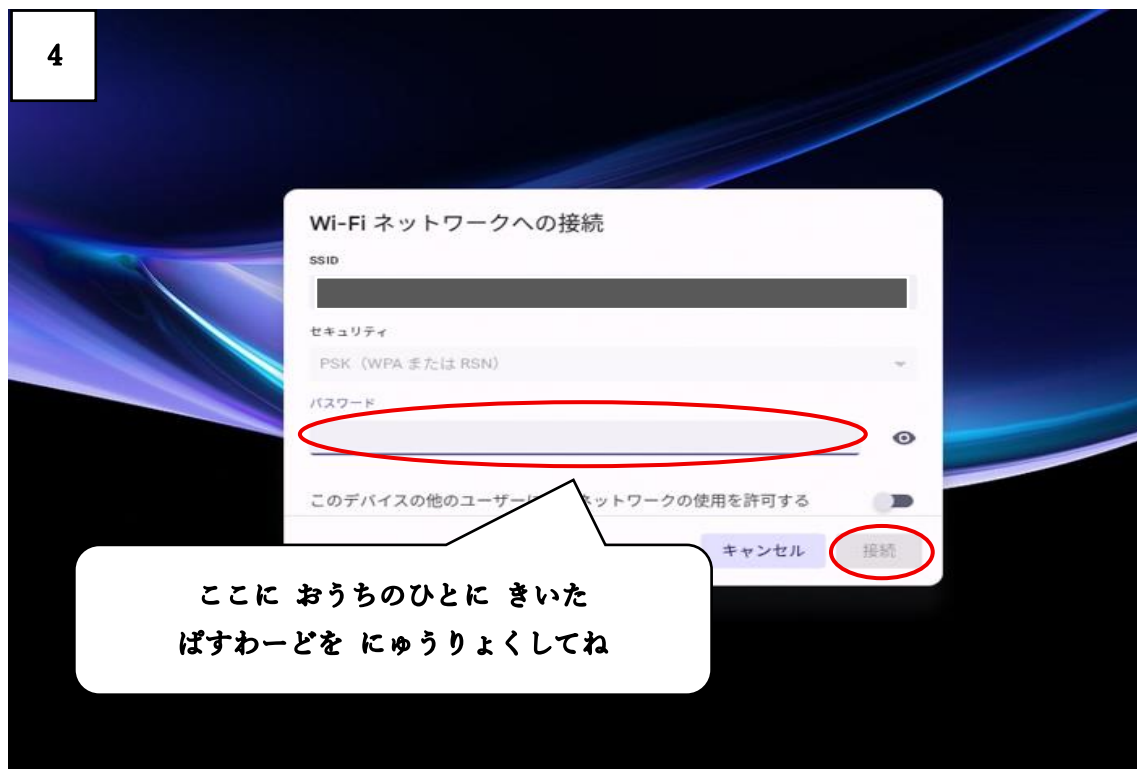 4
Wi-Fi ネットワークへの接続
SSID
セキュリティ
PSK（WPA または RSN）
パスワード
このデバイスの他のユーザーに ネットワークの使用を許可する
キャンセル
接続
ここに おうちのひとに きいた
ぱすわーどを にゅうりょくしてね